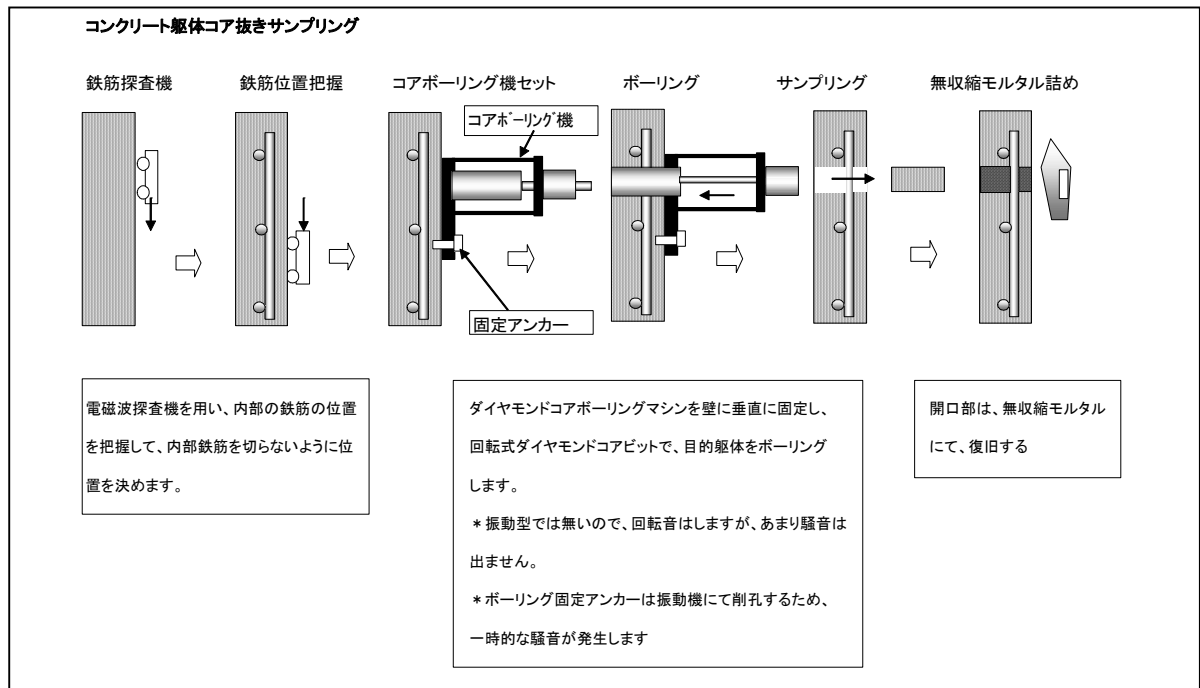 コンクリート躯体コア抜きサンプリング
鉄筋探査機
鉄筋位置把握
コアボーリング機セット
ボーリング
サンプリング
無収縮モルタル詰め
コアボーリング機
固定アンカー
電磁波探査機を用い、内部の鉄筋の位置
を把握して、内部鉄筋を切らないように位
置を決めます。
ダイヤモンドコアボーリングマシンを壁に垂直に固定し、
回転式ダイヤモンドコアビットで、目的躯体をボーリング
します。
＊振動型では無いので、回転音はしますが、あまり騒音は
出ません。
＊ボーリング固定アンカーは振動機にて削孔するため、
一時的な騒音が発生します
開口部は、無収縮モルタル
にて、復旧する